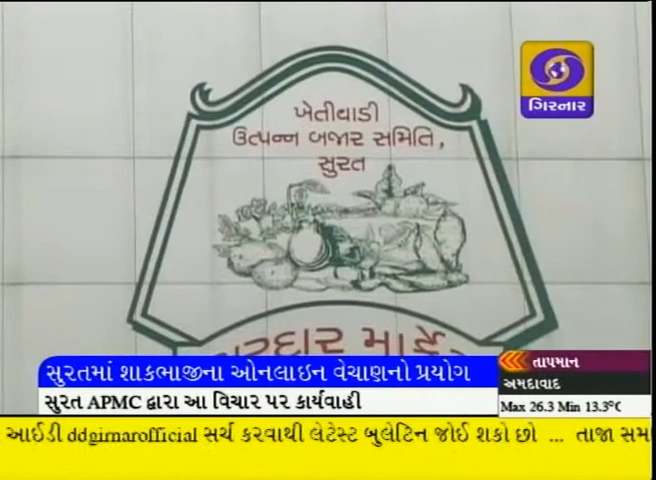 ખેતીવાડી
ઉત્પન્ન બજાર સમિતિ,
સુરત
ગિરનાર
સુરતમાં શાકભાજીના ઓનલાઇન વેચાણનો પ્રયોગ
સુરત APMC દ્વારા આ વિચાર પર કાર્યવાહી
તાપમાન
અમદાવાદ
Max 26.3 Min 13.3°C
આઈડી ddgirnarofficial સર્ચ કરવાથી લેટેસ્ટ બુલેટિન જોઈ શકો છો ... તાજા